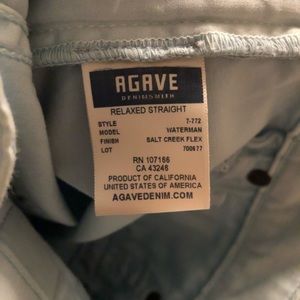 AGAVE
DENIMSMITH
RELAXED STRAIGHT
STYLE 7-772
MODEL WATERMAN
FINISH SALT CREEK FLEX
LOT 700677
RN 107166
CA 43246
PRODUCT OF CALIFORNIA
UNITED STATES OF AMERICA
AGAVEDENIM.COM